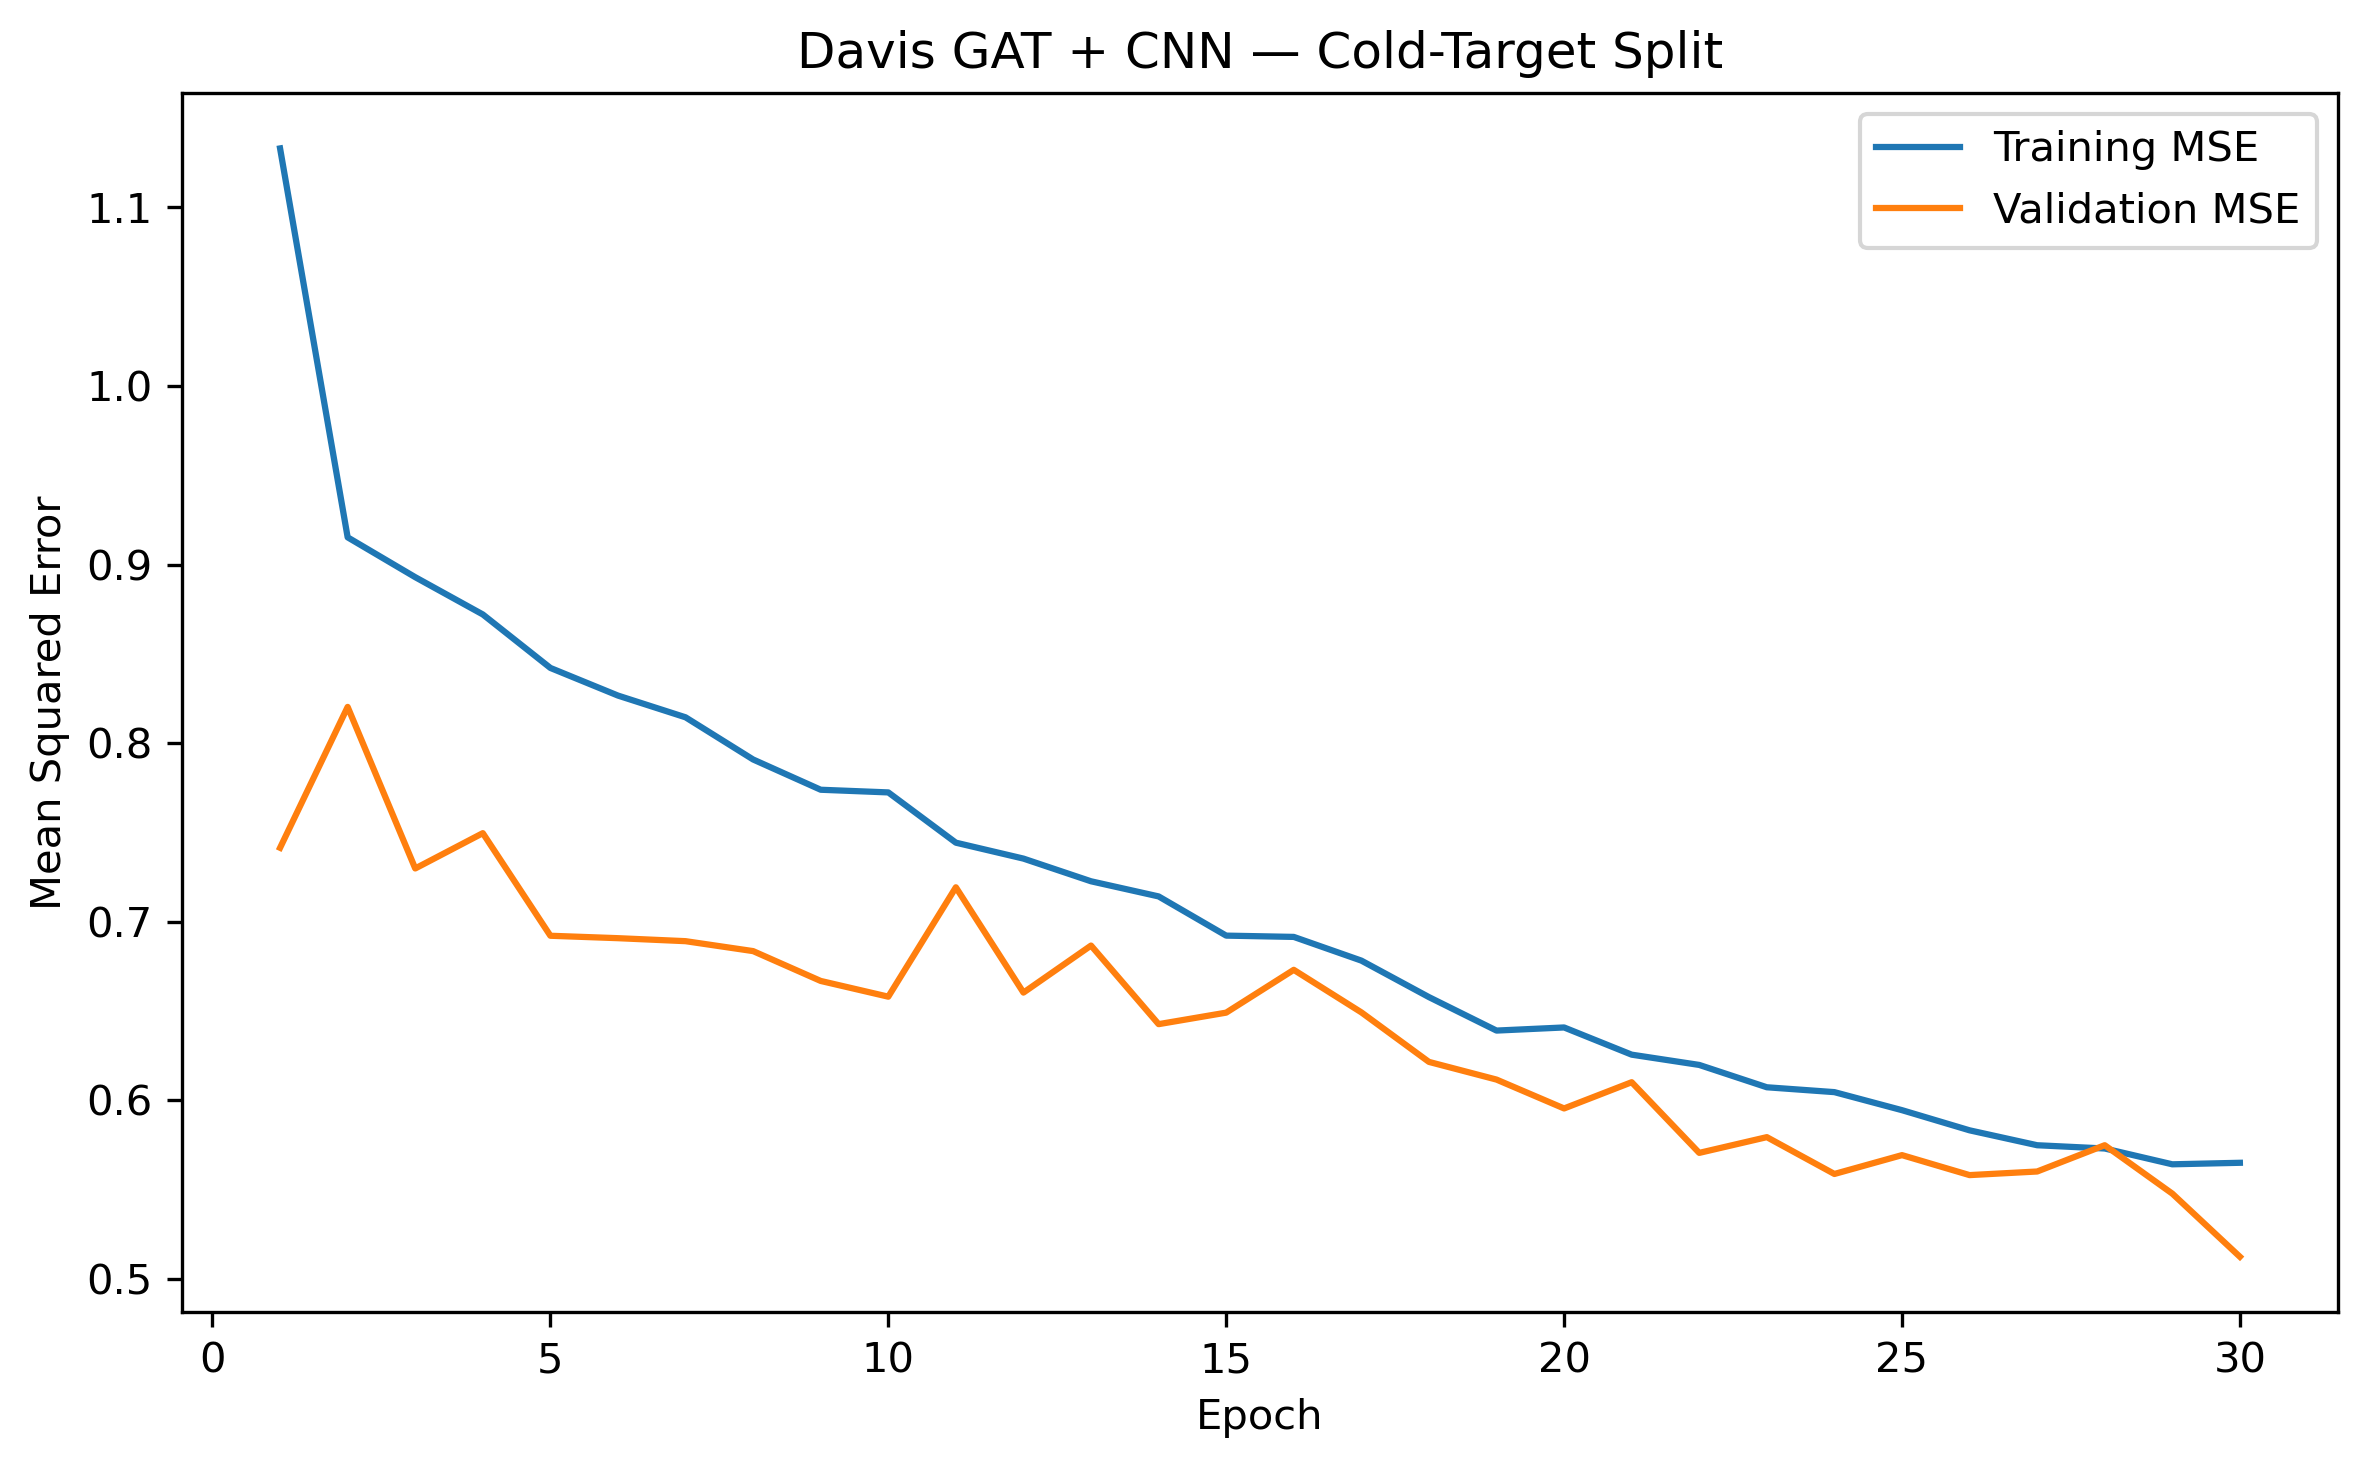 Davis GAT + CNN — Cold-Target Split
Training MSE
Validation MSE
Mean Squared Error
1.1
1.0
0.9
0.8
0.7
0.6
0.5
0 5 10 15 20 25 30
Epoch